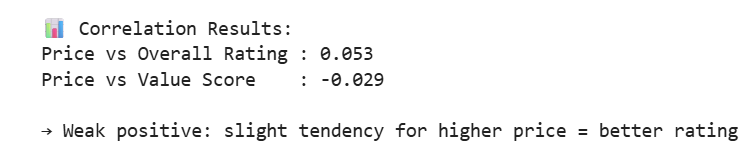 📊 Correlation Results:
Price vs Overall Rating : 0.053
Price vs Value Score    : -0.029
→ Weak positive: slight tendency for higher price = better rating